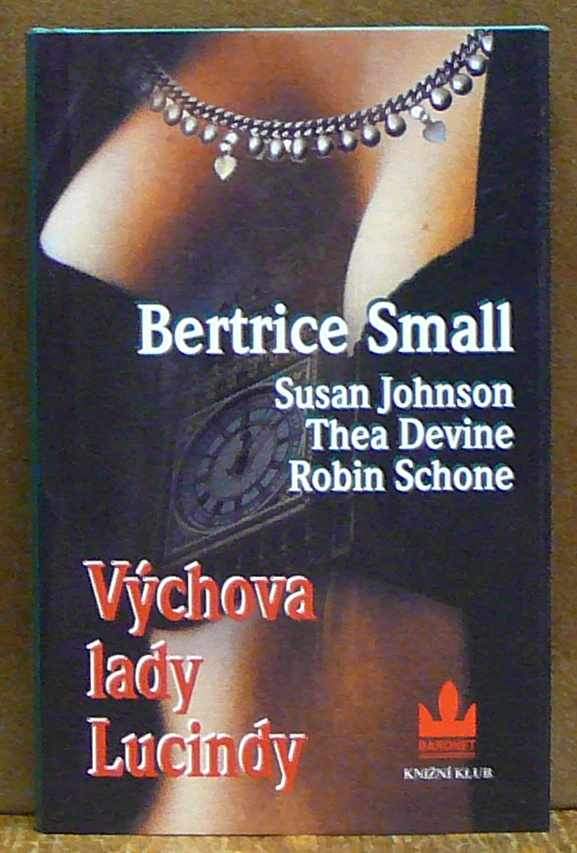 Bertrice Small
Susan Johnson
Thea Devine
Robin Schone
Výchova
lady
Lucindy
BARONET
KNIŽNÍ KLUB